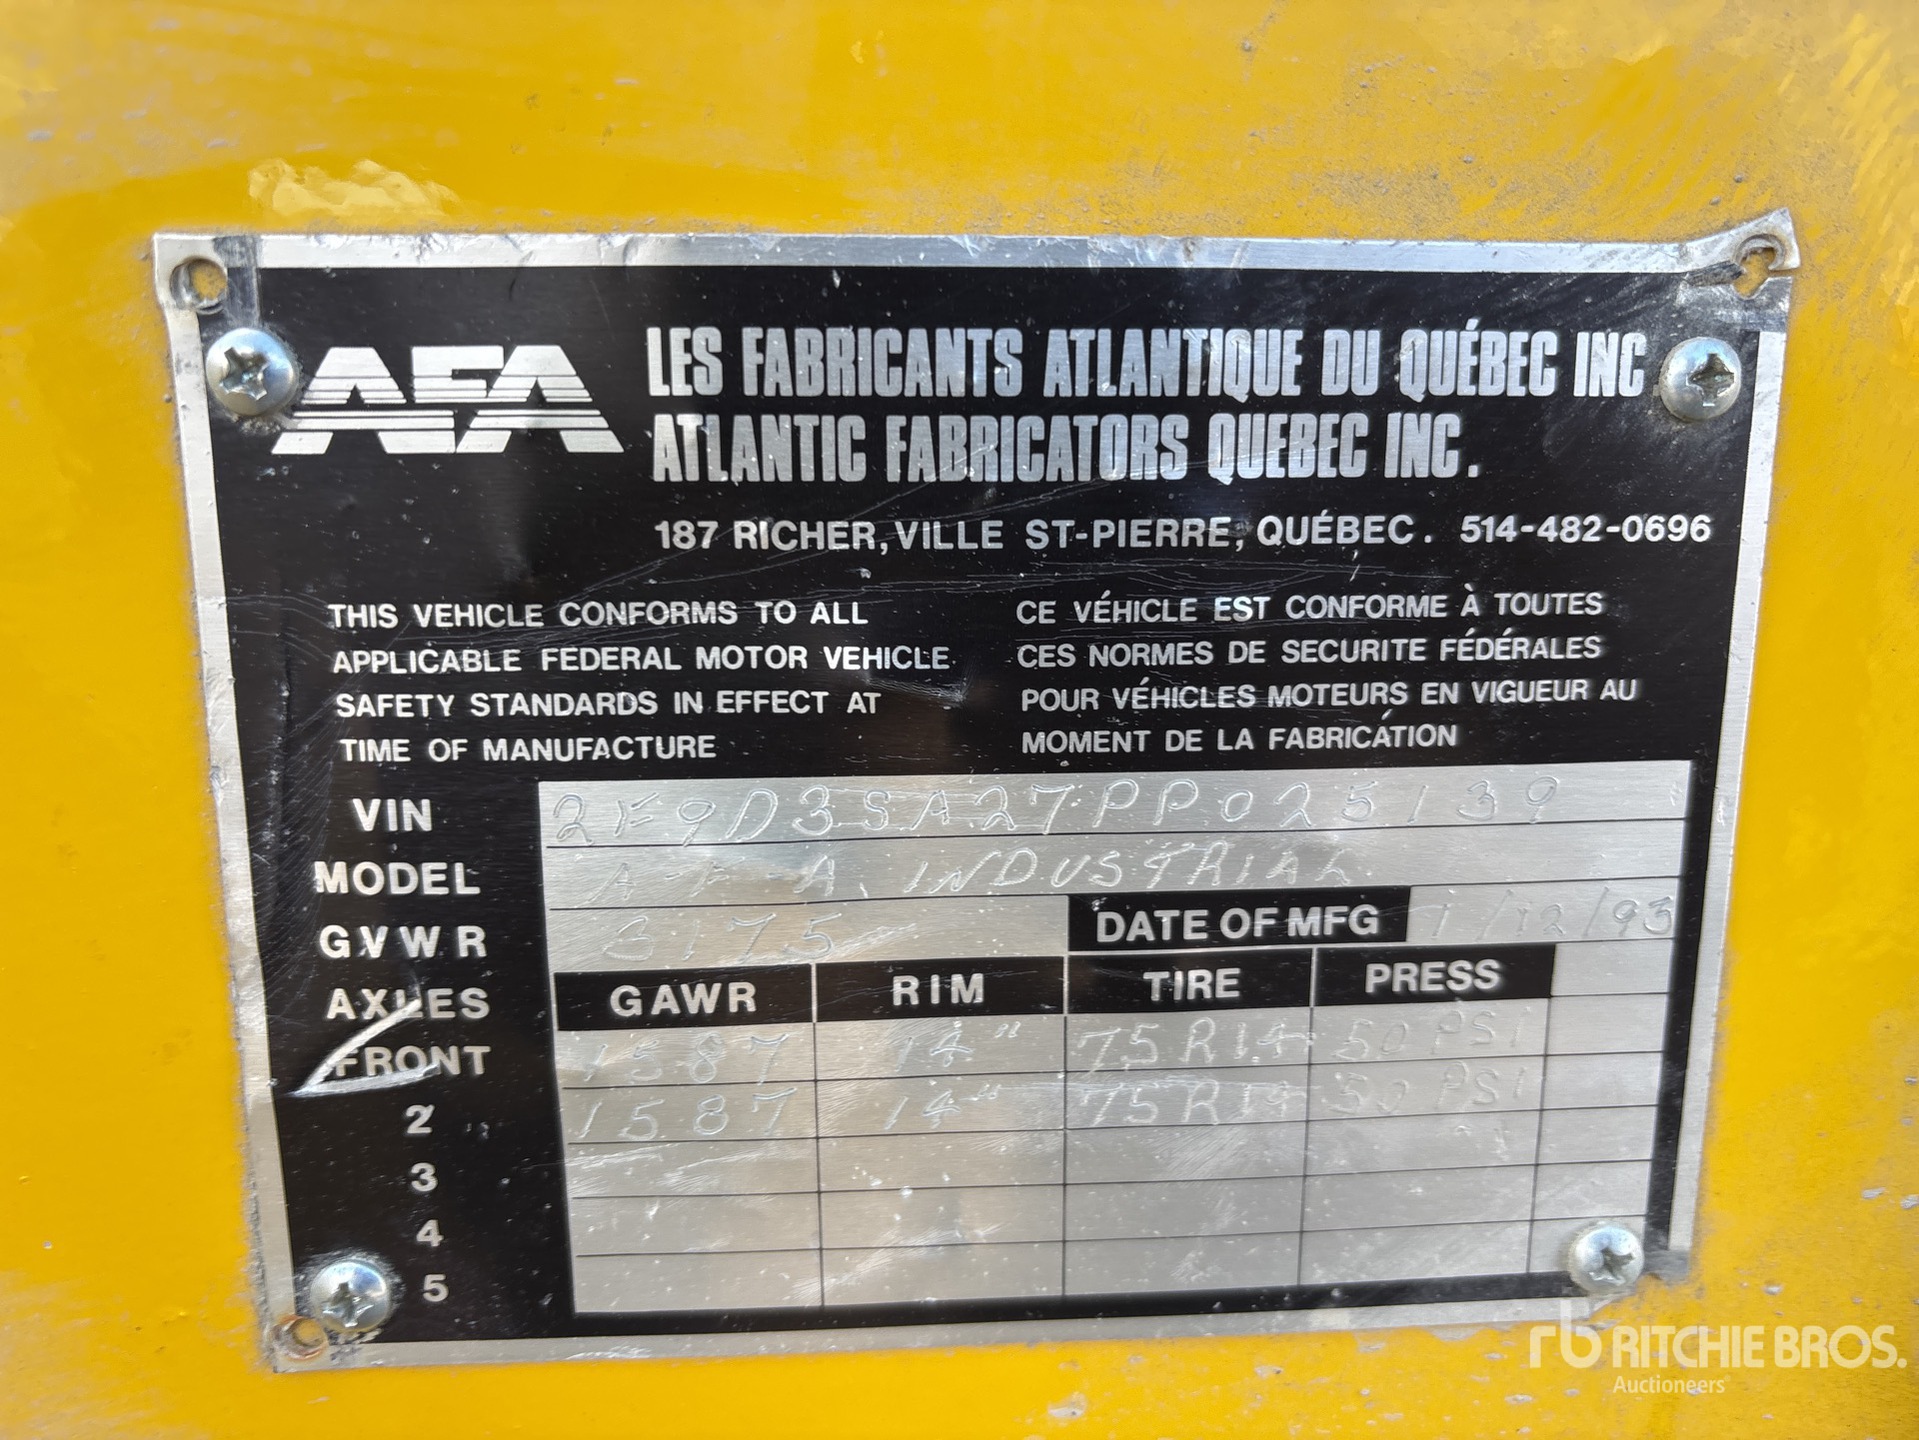 AFA
LES FABRICANTS ATLANTIQUE DU QUÉBEC INC
ATLANTIC FABRICATORS QUEBEC INC.
187 RICHER, VILLE ST-PIERRE, QUÉBEC. 514-482-0696
THIS VEHICLE CONFORMS TO ALL
APPLICABLE FEDERAL MOTOR VEHICLE
SAFETY STANDARDS IN EFFECT AT
TIME OF MANUFACTURE
CE VÉHICLE EST CONFORME À TOUTES
CES NORMES DE SECURITE FÉDÉRALES
POUR VÉHICLES MOTEURS EN VIGUEUR AU
MOMENT DE LA FABRICATION
VIN 2F9D3SA27PP025139
MODEL A-F-A. INDUSTRIAL
GVWR 3175 DATE OF MFG 1/12/93
AXLES GAWR RIM TIRE PRESS
FRONT 1587 14" 75R14 50 PSI
2 1587 14" 75R14 50 PSI
3
4
5
rb RITCHIE BROS.
Auctioneers